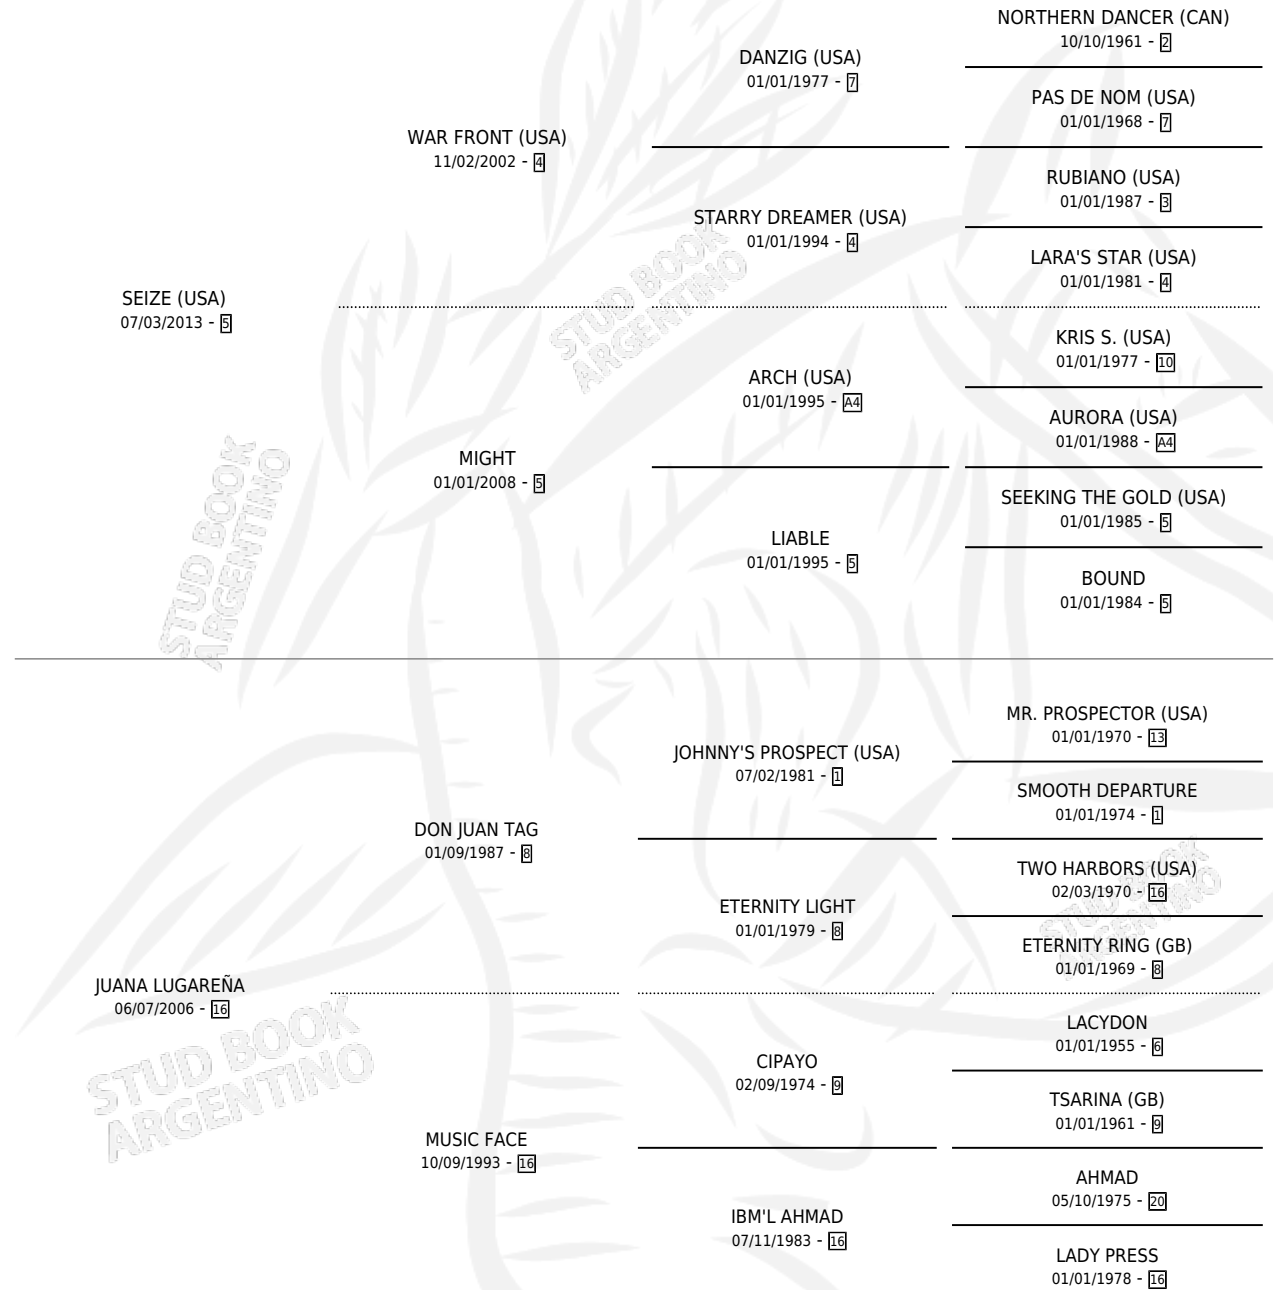 NORTHERN DANCER (CAN)
10/10/1961 - 2
DANZIG (USA)
01/01/1977 - 7
PAS DE NOM (USA)
01/01/1968 - 7
WAR FRONT (USA)
11/02/2002 - 4
RUBIANO (USA)
01/01/1987 - 3
STARRY DREAMER (USA)
01/01/1994 - 4
LARA'S STAR (USA)
01/01/1981 - 4
SEIZE (USA)
07/03/2013 - 5
KRIS S. (USA)
01/01/1977 - 10
ARCH (USA)
01/01/1995 - A4
AURORA (USA)
01/01/1988 - A4
MIGHT
01/01/2008 - 5
SEEKING THE GOLD (USA)
01/01/1985 - 5
LIABLE
01/01/1995 - 5
BOUND
01/01/1984 - 5
MR. PROSPECTOR (USA)
01/01/1970 - 13
JOHNNY'S PROSPECT (USA)
07/02/1981 - 1
SMOOTH DEPARTURE
01/01/1974 - 1
DON JUAN TAG
01/09/1987 - 8
TWO HARBORS (USA)
02/03/1970 - 16
ETERNITY LIGHT
01/01/1979 - 8
ETERNITY RING (GB)
01/01/1969 - 8
JUANA LUGAREÑA
06/07/2006 - 16
LACYDON
01/01/1955 - 6
CIPAYO
02/09/1974 - 9
TSARINA (GB)
01/01/1961 - 9
MUSIC FACE
10/09/1993 - 16
AHMAD
05/10/1975 - 20
IBM'L AHMAD
07/11/1983 - 16
LADY PRESS
01/01/1978 - 16
STUD BOOK
ARGENTINO
STUD BOOK
ARGENTINO
STUD BOOK
ARGENTINO
STUD BOOK
ARGENTINO